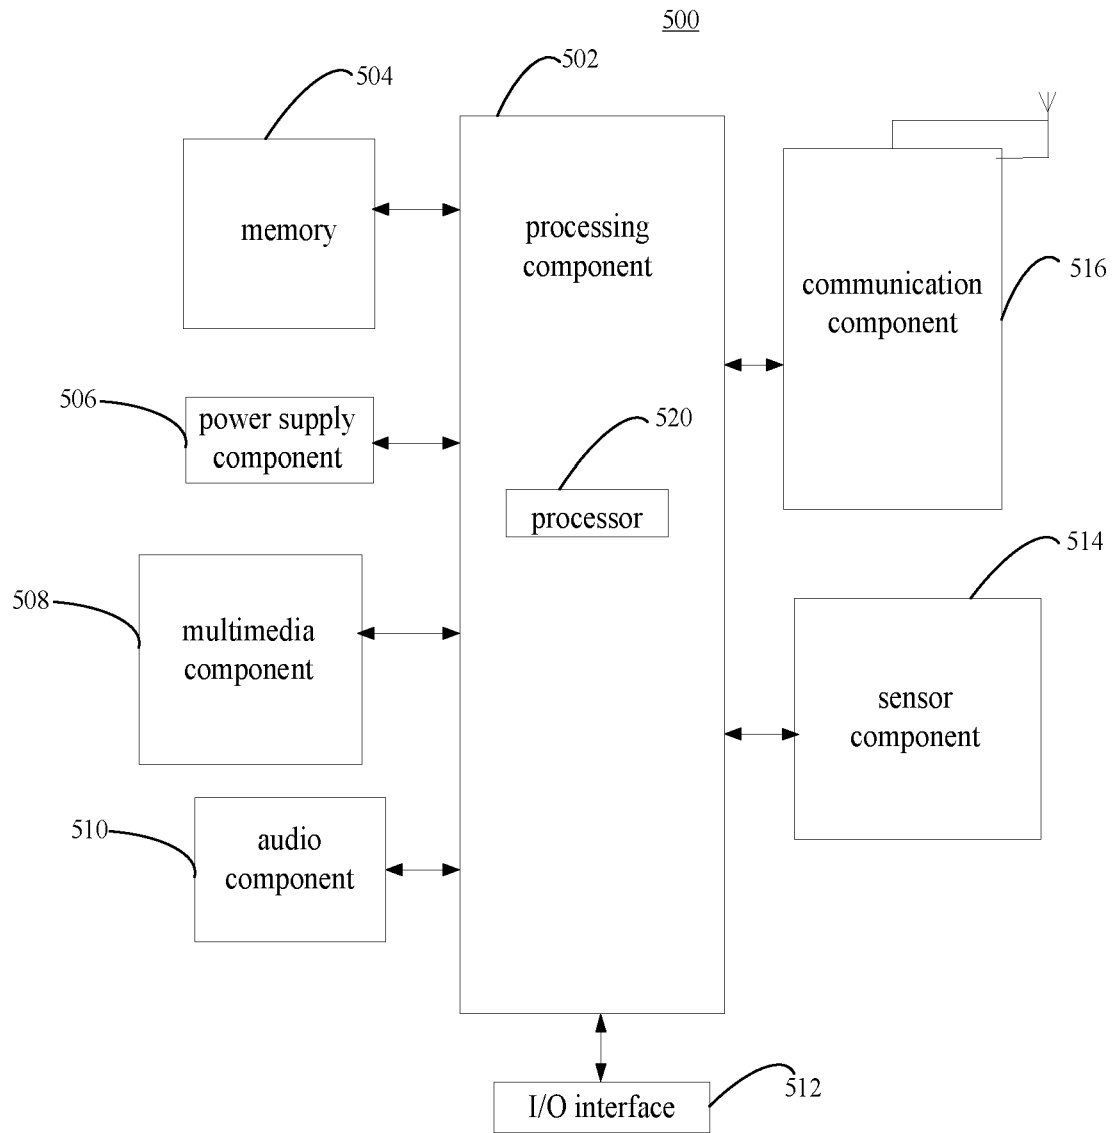 500
502
504
memory
processing
component
communication
component
516
506
power supply
component
520
processor
508
multimedia
component
514
sensor
component
510
audio
component
I/O interface
512